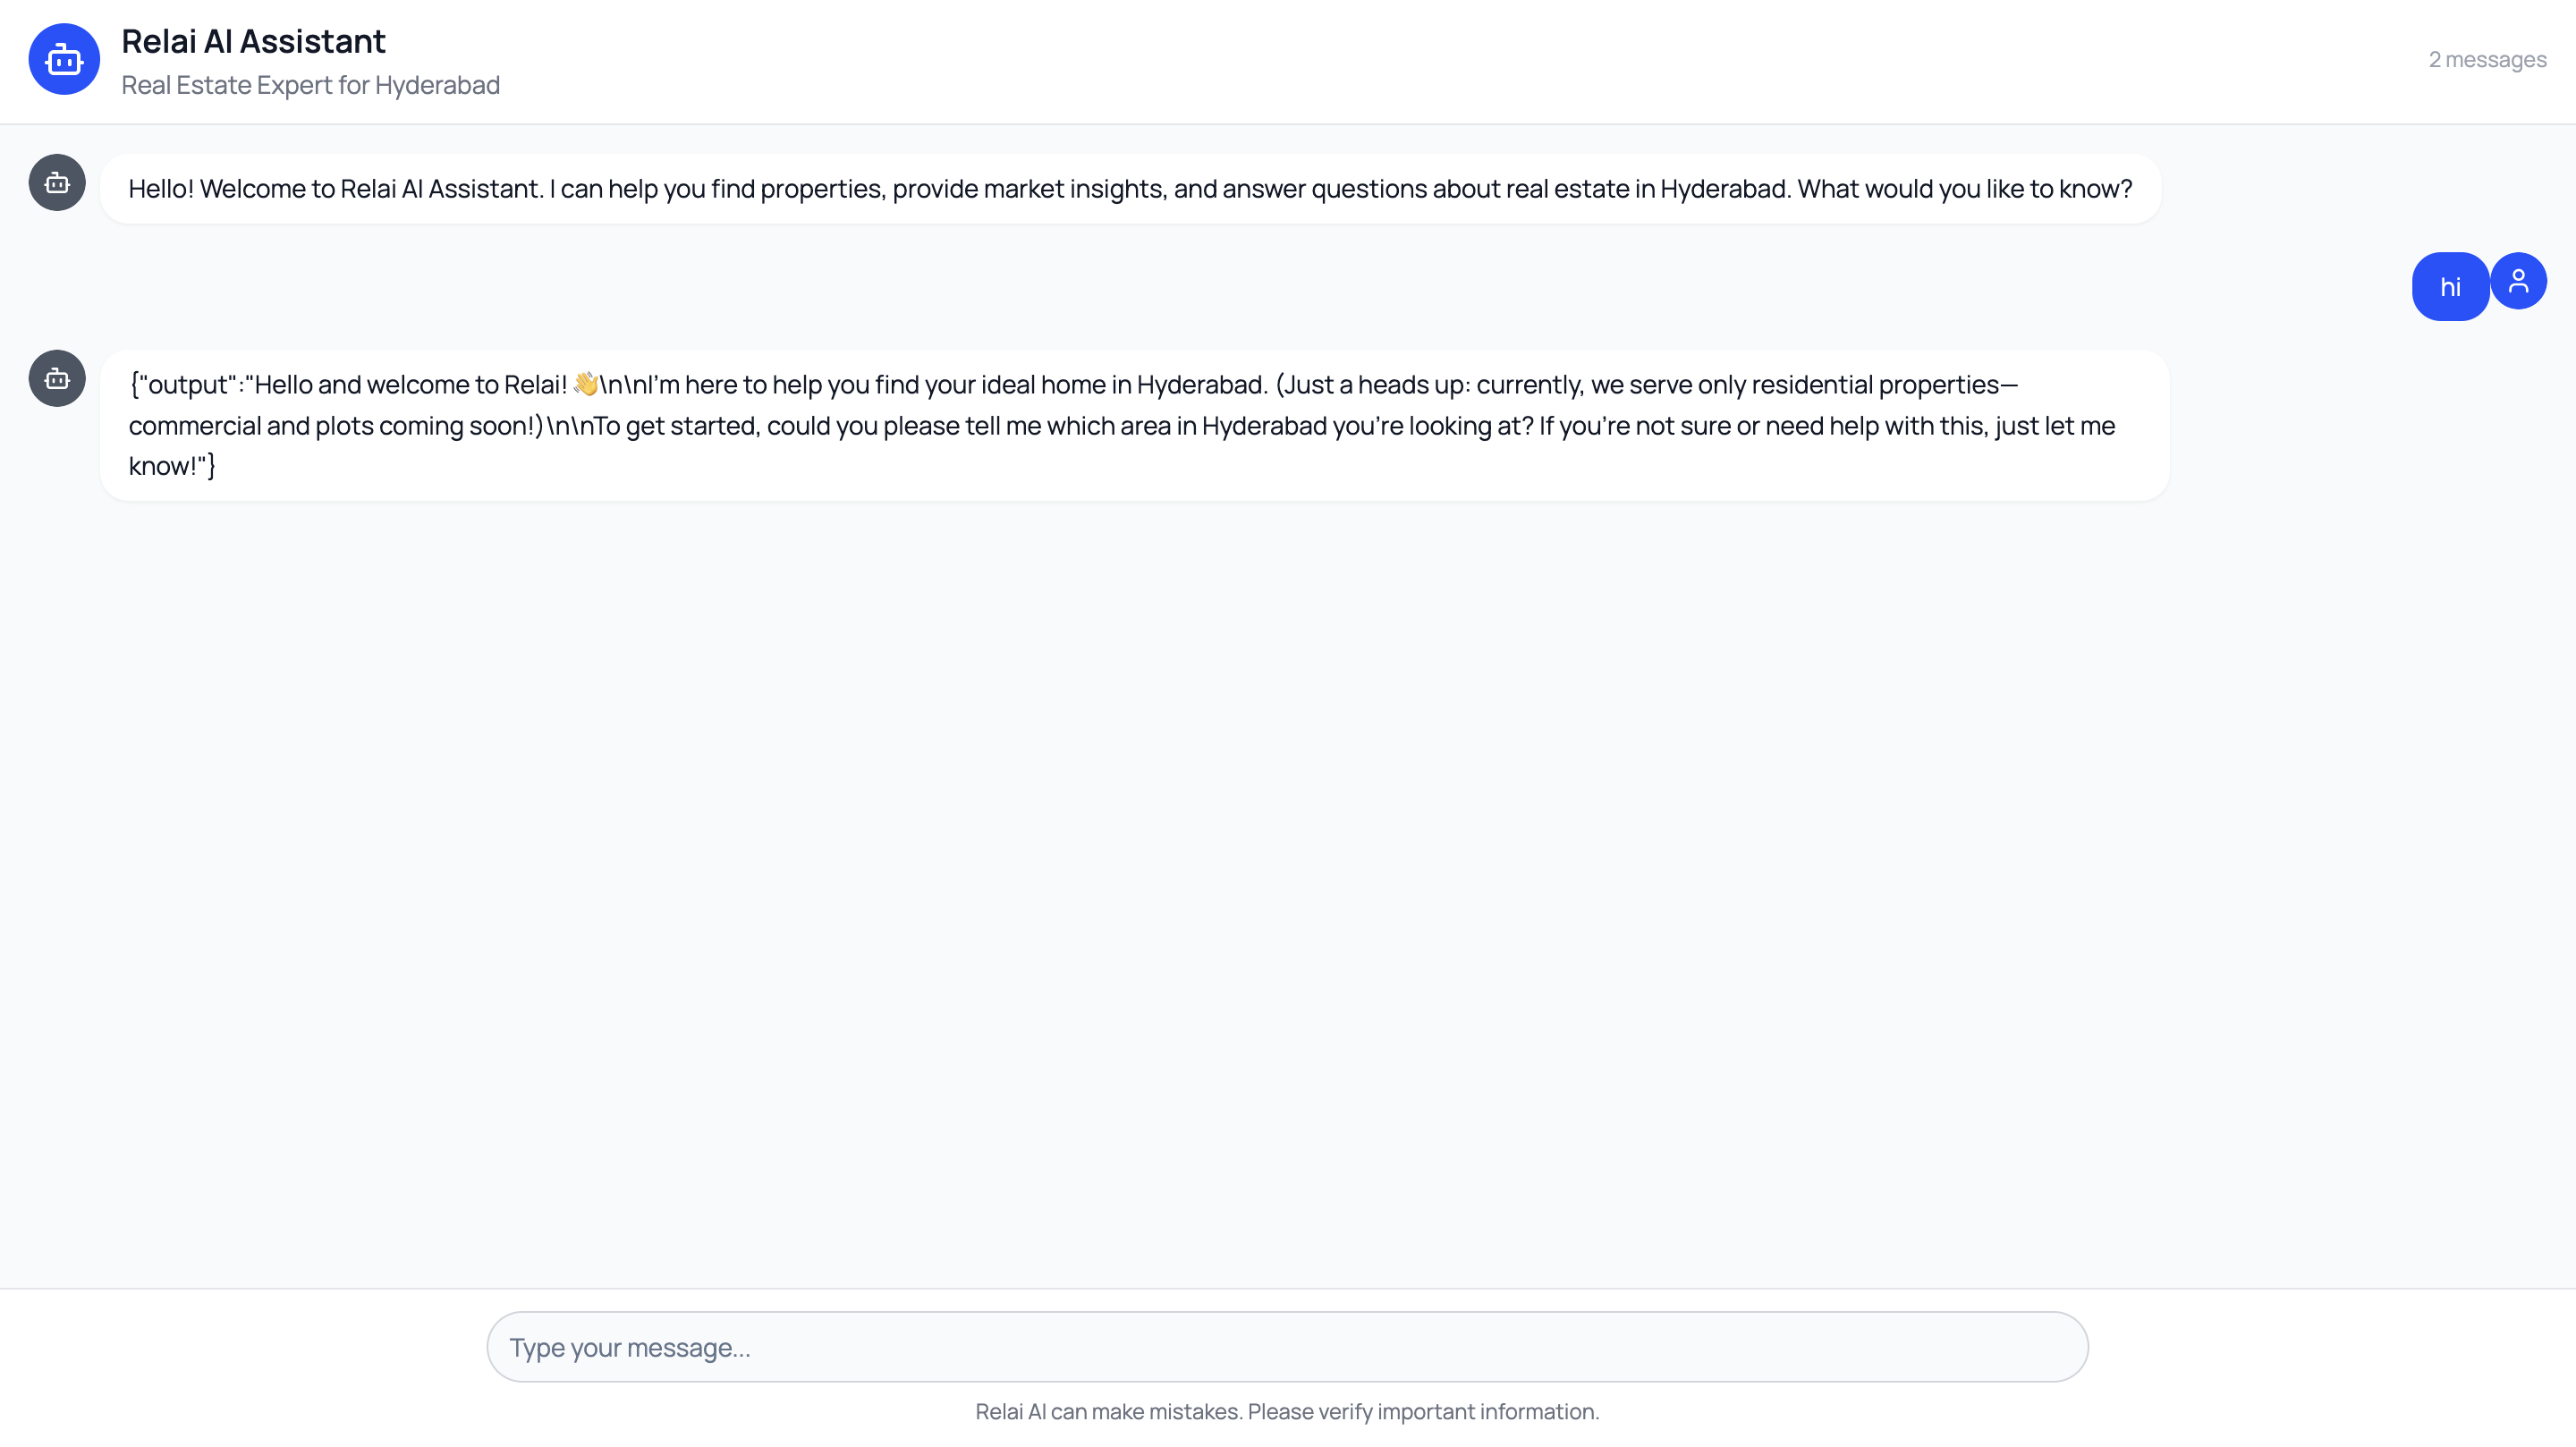 Relai AI Assistant
Real Estate Expert for Hyderabad
2 messages
Hello! Welcome to Relai AI Assistant. I can help you find properties, provide market insights, and answer questions about real estate in Hyderabad. What would you like to know?
hi
{"output":"Hello and welcome to Relai! 👋\n\nI’m here to help you find your ideal home in Hyderabad. (Just a heads up: currently, we serve only residential properties—
commercial and plots coming soon!)\n\nTo get started, could you please tell me which area in Hyderabad you’re looking at? If you’re not sure or need help with this, just let me
know!"}
Type your message...
Relai AI can make mistakes. Please verify important information.